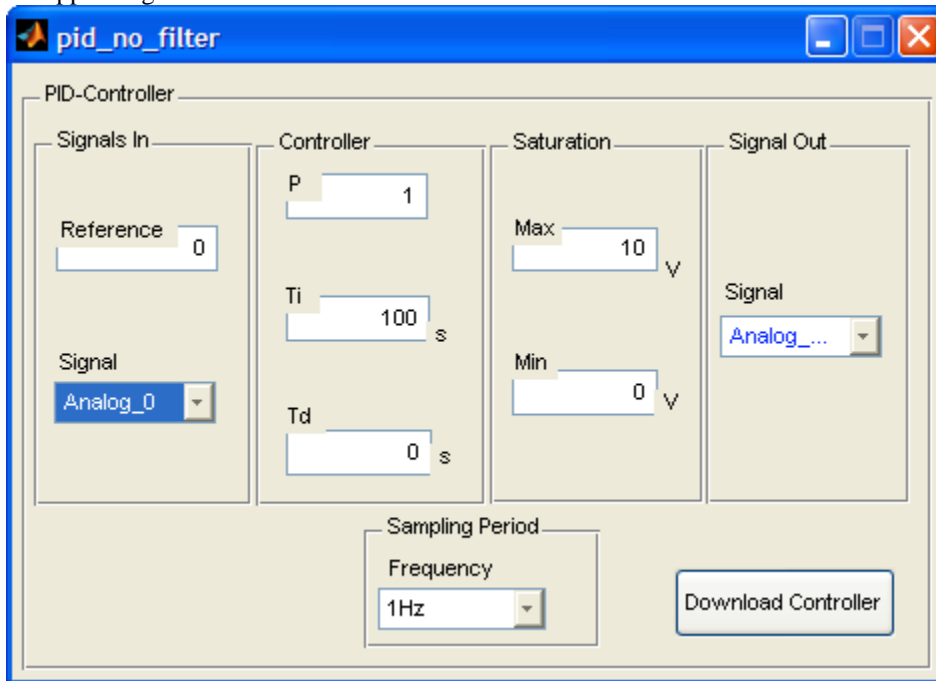 pid_no_filter
PID-Controller
Signals In
Reference
0
Signal
Analog_0
Controller
P
1
Ti
100 s
Td
0 s
Saturation
Max
10 V
Min
0 V
Signal Out
Signal
Analog_...
Sampling Period
Frequency
1Hz
Download Controller